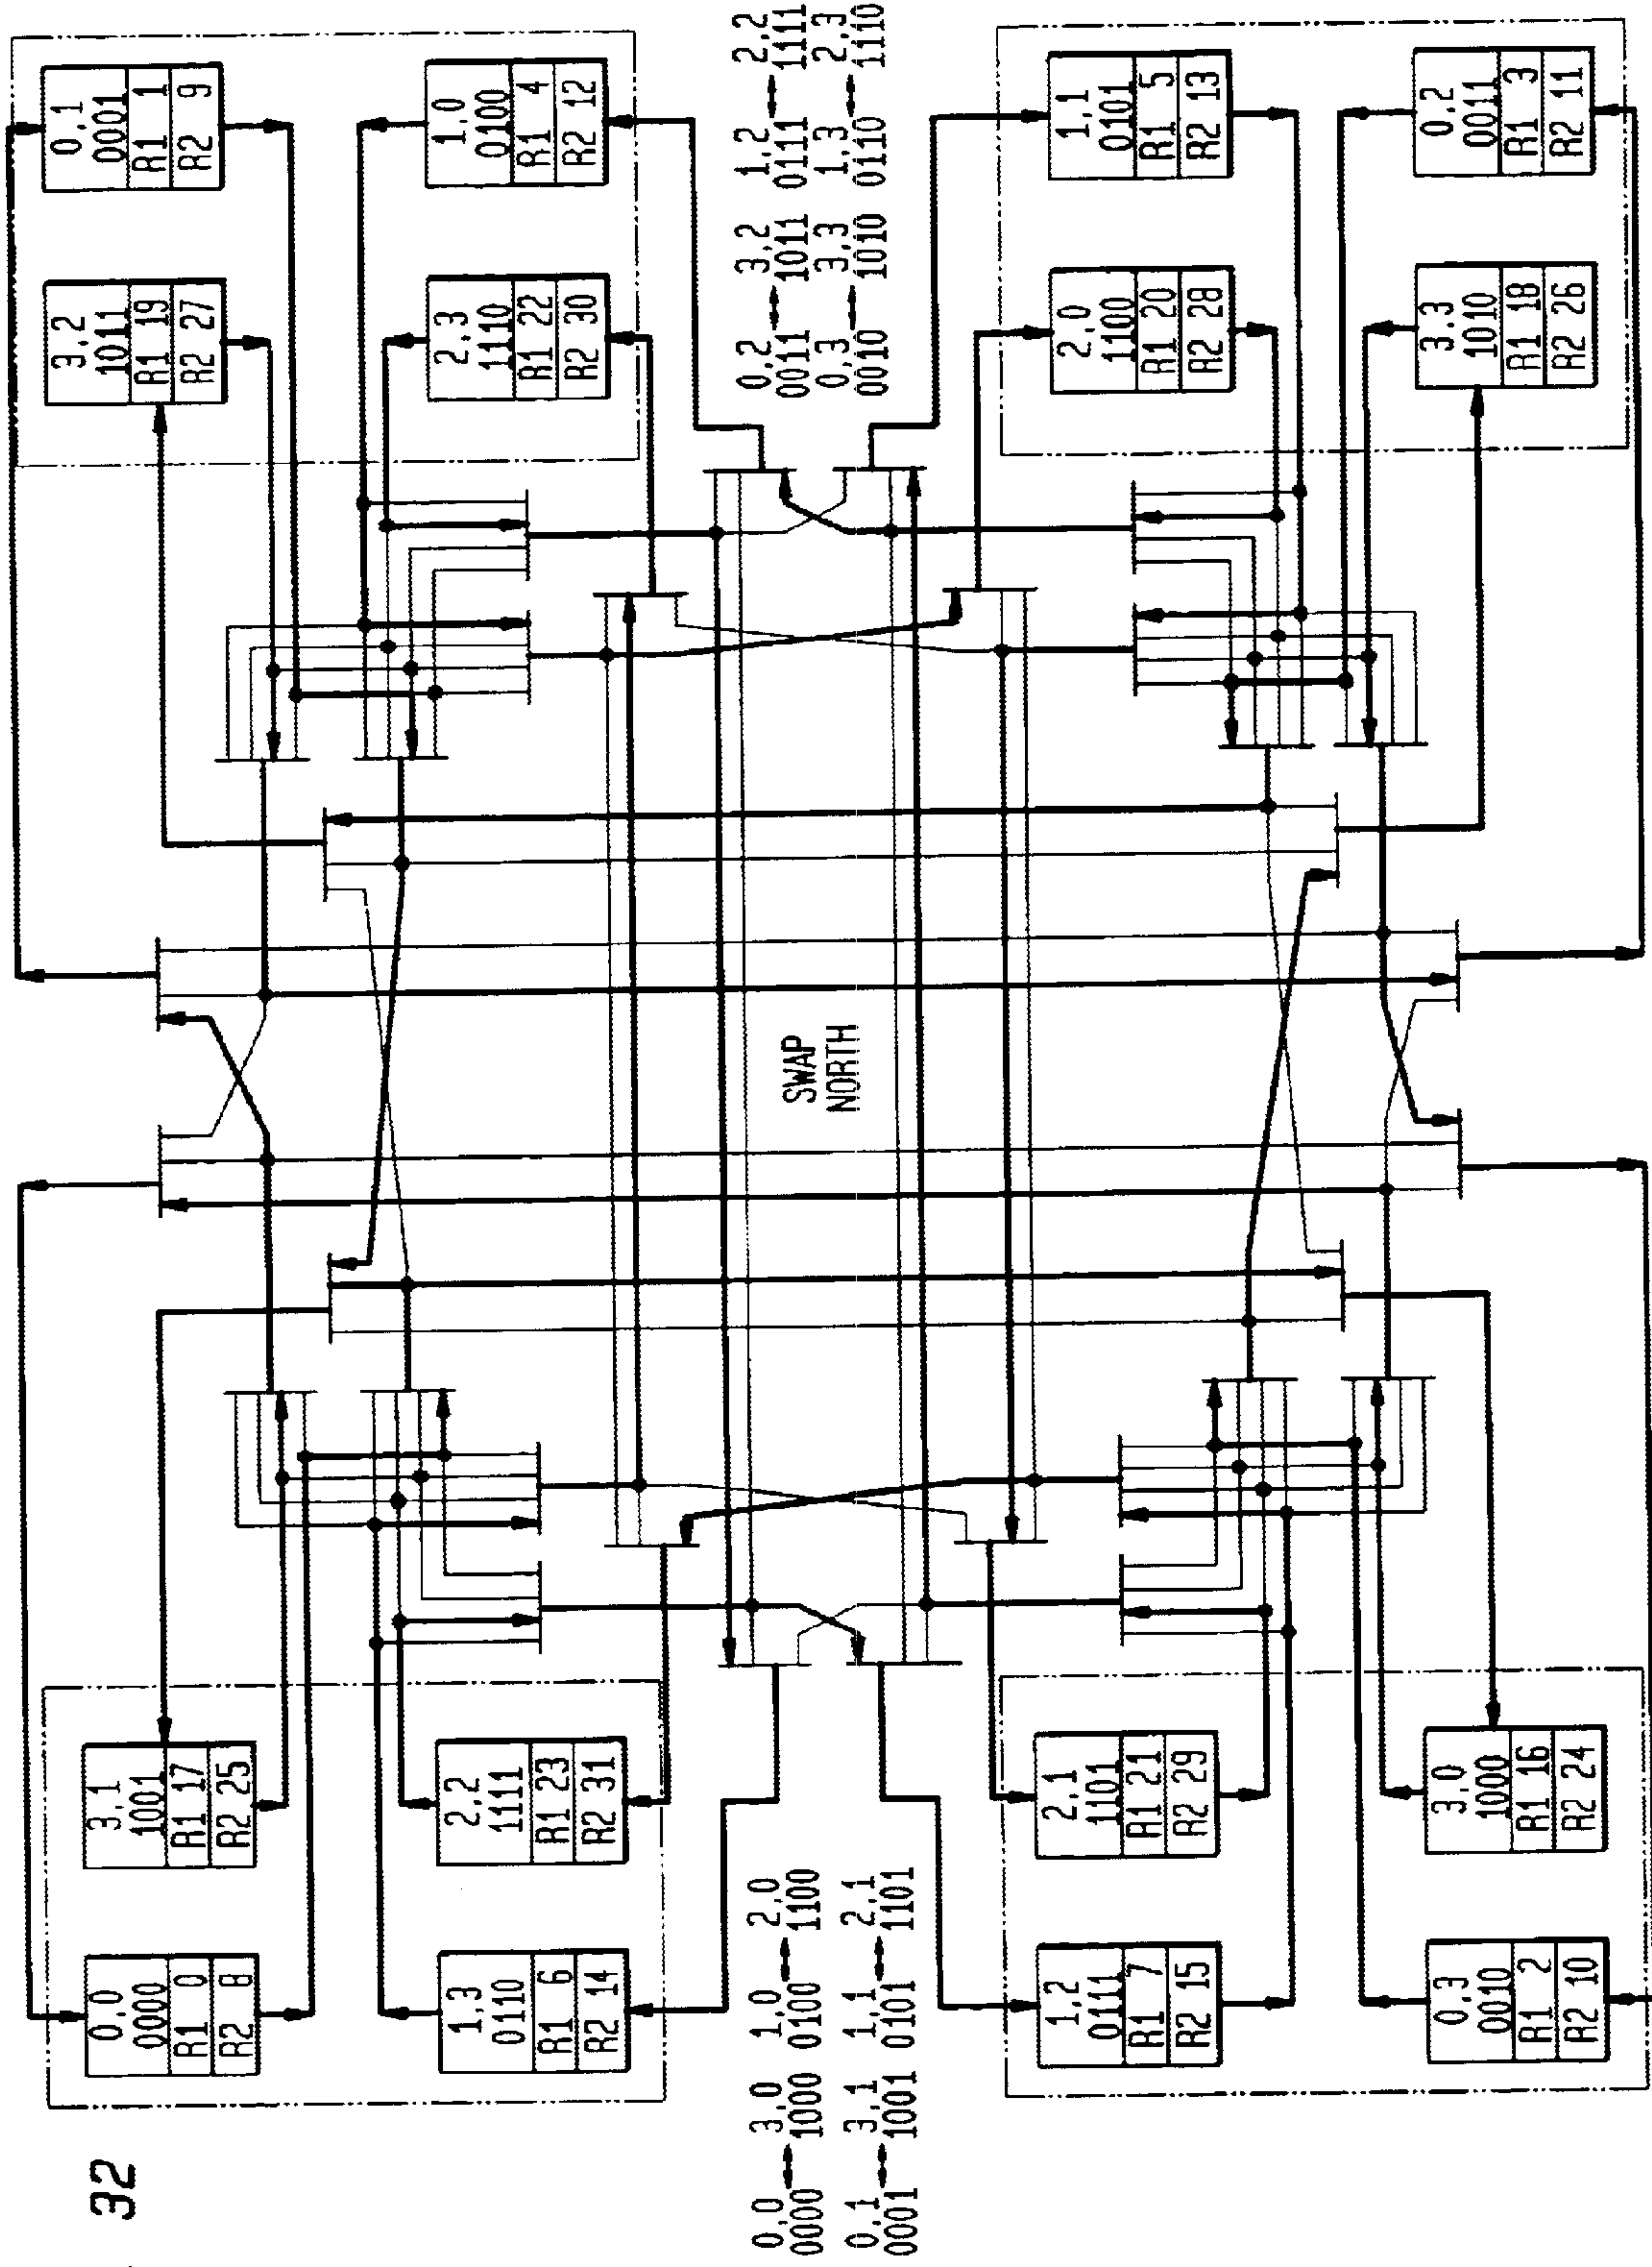 32
0,0
0000
R1 0
R2 8
3,1
1001
R1 17
R2 25
3,2
1011
R1 19
R2 27
0,1
0001
R1 1
R2 9
1,3
0110
R1 6
R2 14
2,2
1111
R1 23
R2 31
2,3
1110
R1 22
R2 30
1,0
0100
R1 4
R2 12
0,0 3,0 1,0 2,0
0000↔1000 0100↔1100
0,1 3,1 1,1 2,1
0001↔1001 0101↔1101
SWAP
NORTH
0,2 3,2 1,2 2,2
0011↔1011 0111↔1111
0,3 3,3 1,3 2,3
0010↔1010 0110↔1110
1,2
0111
R1 7
R2 15
2,1
1101
R1 21
R2 29
2,0
1100
R1 20
R2 28
1,1
0101
R1 5
R2 13
0,3
0010
R1 2
R2 10
3,0
1000
R1 16
R2 24
3,3
1010
R1 18
R2 26
0,2
0011
R1 3
R2 11